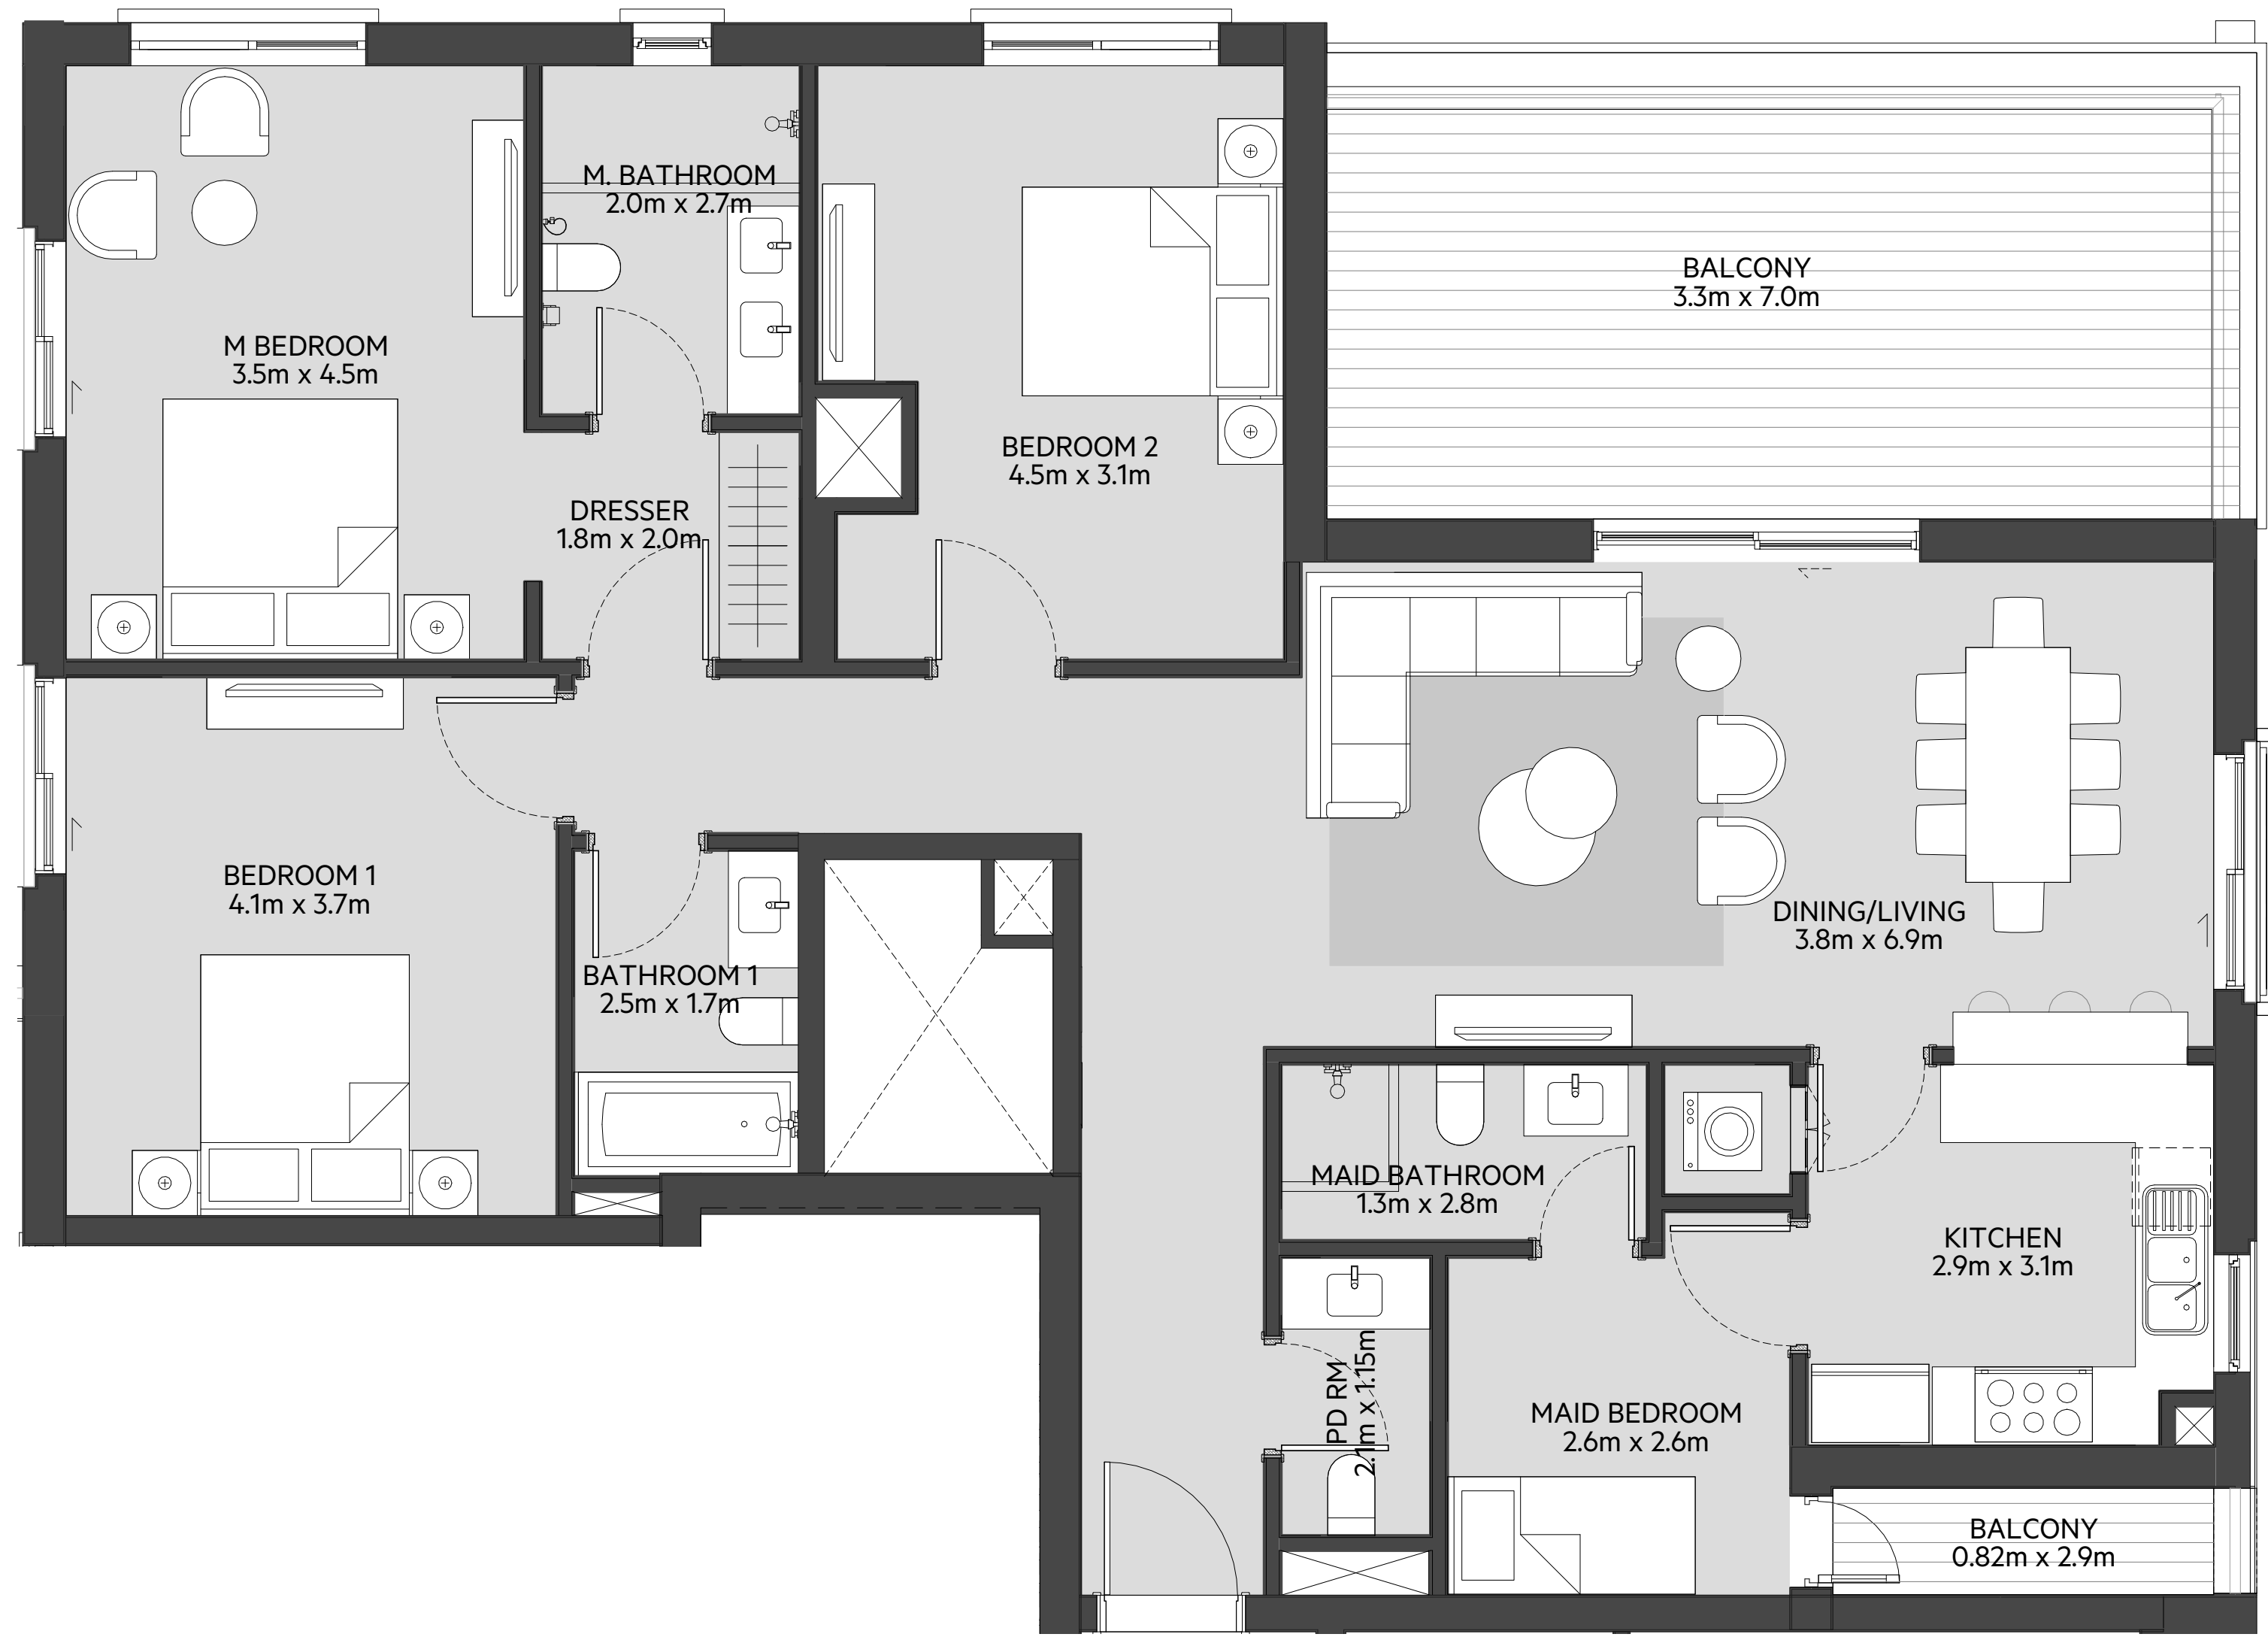 M. BATHROOM
2.0m x 2.7m
BALCONY
3.3m x 7.0m
M BEDROOM
3.5m x 4.5m
BEDROOM 2
4.5m x 3.1m
DRESSER
1.8m x 2.0m
BEDROOM 1
4.1m x 3.7m
DINING/LIVING
3.8m x 6.9m
BATHROOM 1
2.5m x 1.7m
MAID BATHROOM
1.3m x 2.8m
KITCHEN
2.9m x 3.1m
PD RM
2.1m x 1.15m
MAID BEDROOM
2.6m x 2.6m
BALCONY
0.82m x 2.9m